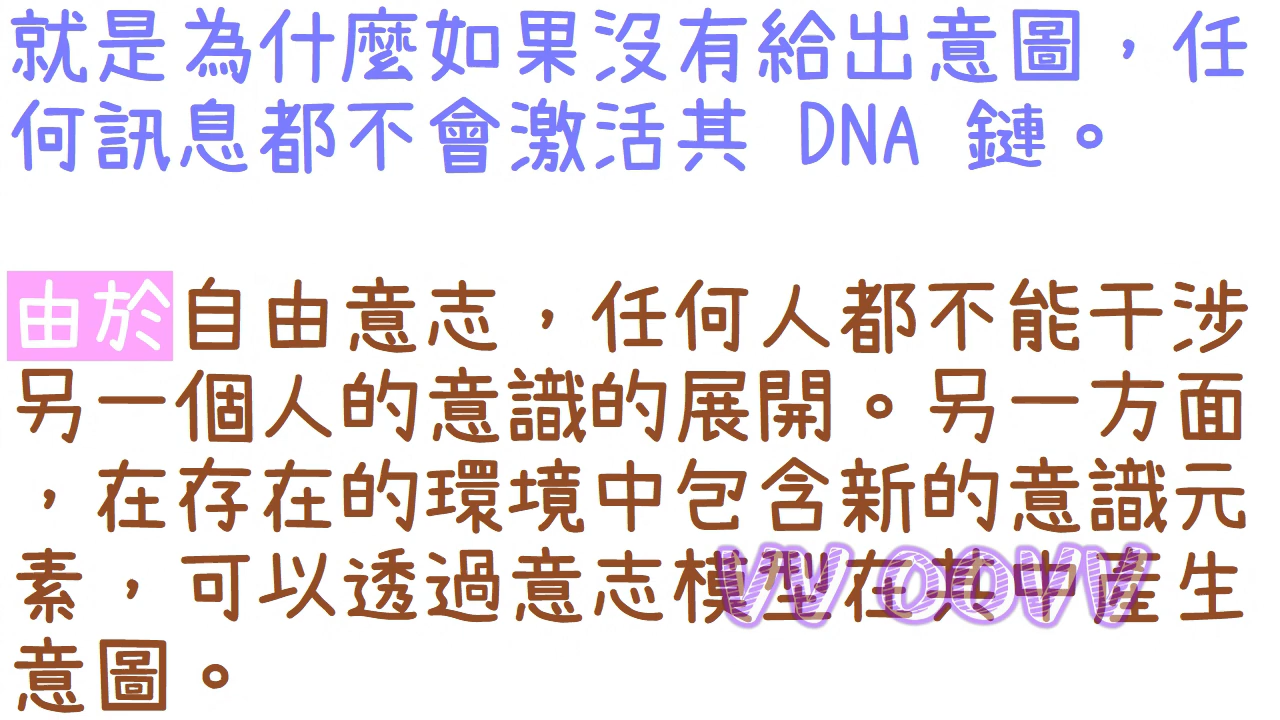 就是為什麼如果沒有給出意圖，任
何訊息都不會激活其 DNA 鏈。
由於自由意志，任何人都不能干涉
另一個人的意識的展開。另一方面
，在存在的環境中包含新的意識元
素，可以透過意志模型在其中產生
意圖。
VV OOVV